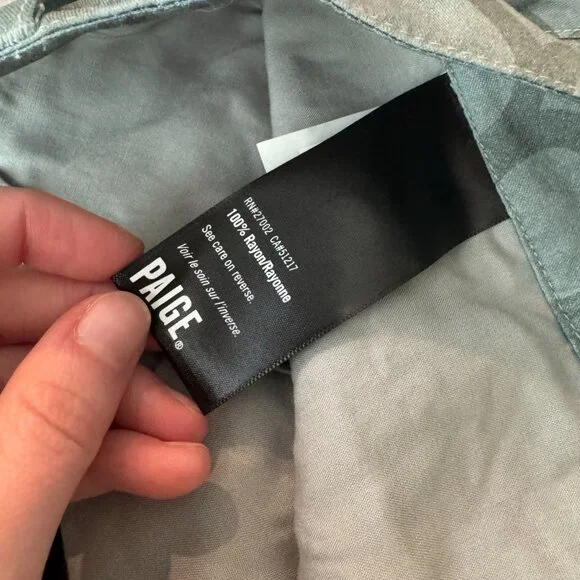 RN#27002 CA#51217
100% Rayon/Rayonne
See care on reverse.
Voir le soin sur l'inverse.
PAIGE®